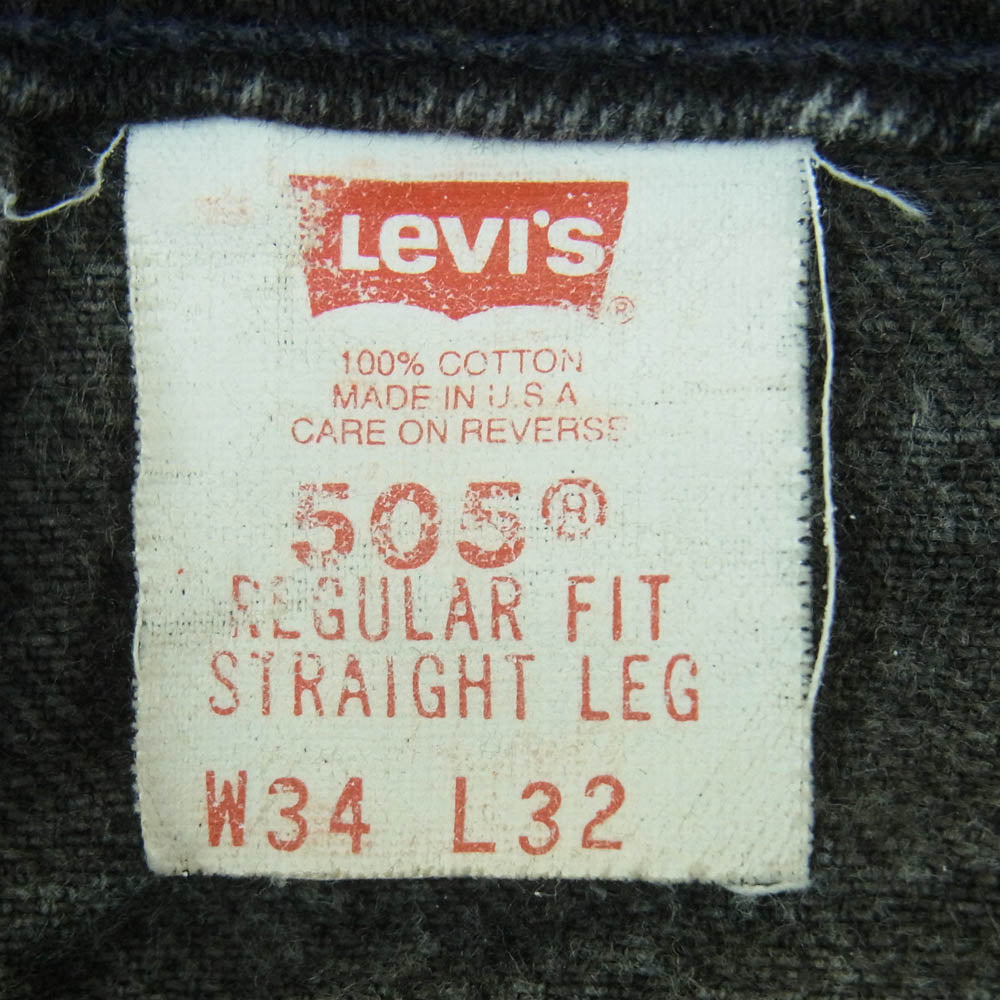 Levi's
®
100% COTTON
MADE IN U.S.A
CARE ON REVERSE
505®
REGULAR FIT
STRAIGHT LEG
W34 L32